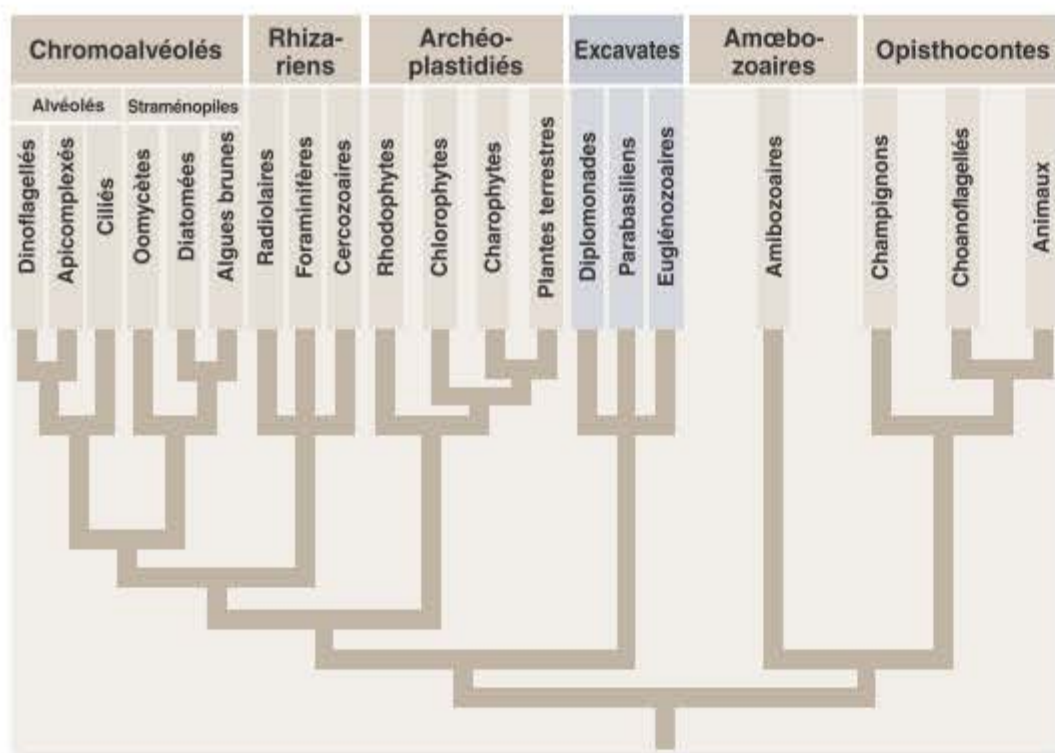 Chromoalvéolés
Rhiza-
riens
Archéo-
plastidiés
Excavates
Amœbo-
zoaires
Opisthocontes
Alvéolés
Straménopiles
Dinoflagellés
Apicomplexés
Ciliés
Oomycètes
Diatomées
Algues brunes
Radiolaires
Foraminifères
Cercozoaires
Rhodophytes
Chlorophytes
Charophytes
Plantes terrestres
Diplomonades
Parabasiliens
Euglénozoaires
Amibozoaires
Champignons
Choanoflagellés
Animaux